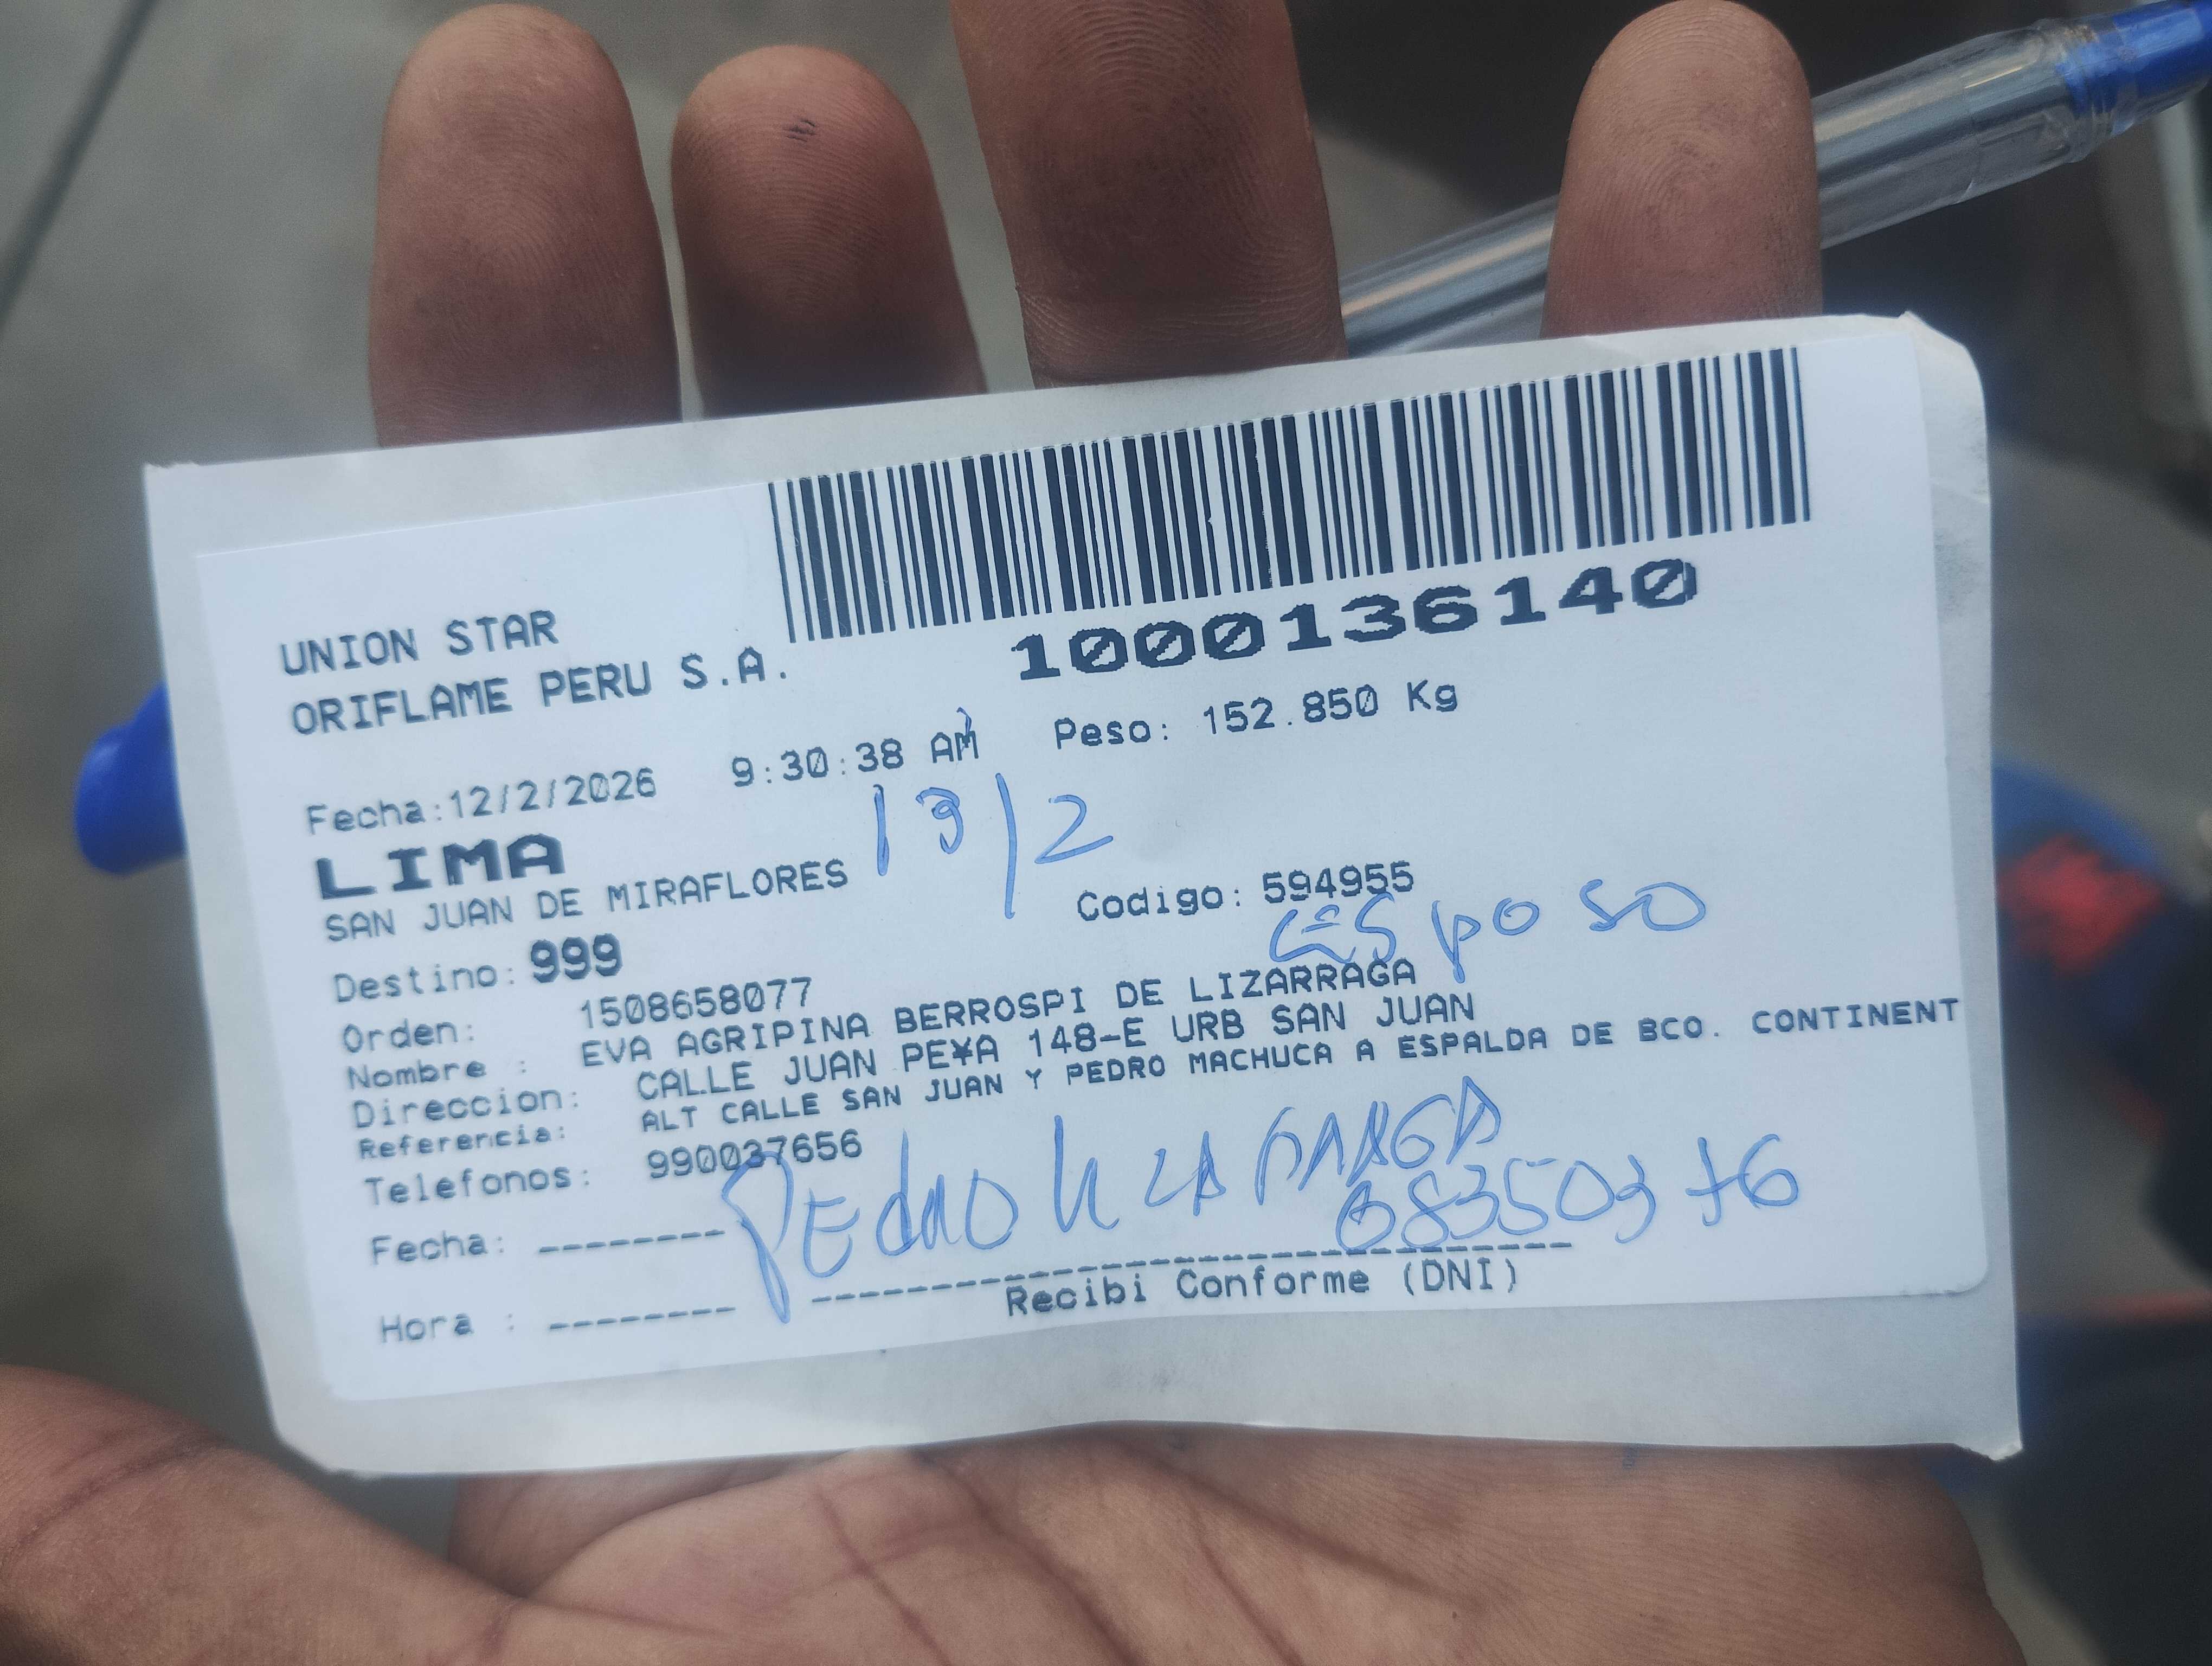 1000136140
UNION STAR
ORIFLAME PERU S.A.
Fecha:12/2/2026 9:30:38 AM Peso: 152.850 Kg
13/2
LIMA
SAN JUAN DE MIRAFLORES
Codigo: 594955
Esposo
Destino: 999
Orden: 1508658077
Nombre : EVA AGRIPINA BERROSPI DE LIZARRAGA
Direccion: CALLE JUAN PE¥A 148-E URB SAN JUAN
Referencia: ALT CALLE SAN JUAN Y PEDRO MACHUCA A ESPALDA DE BCO. CONTINENT
Telefonos: 990037656
PEdRO
Fecha: --------
Hora : --------
Recibi Conforme (DNI)